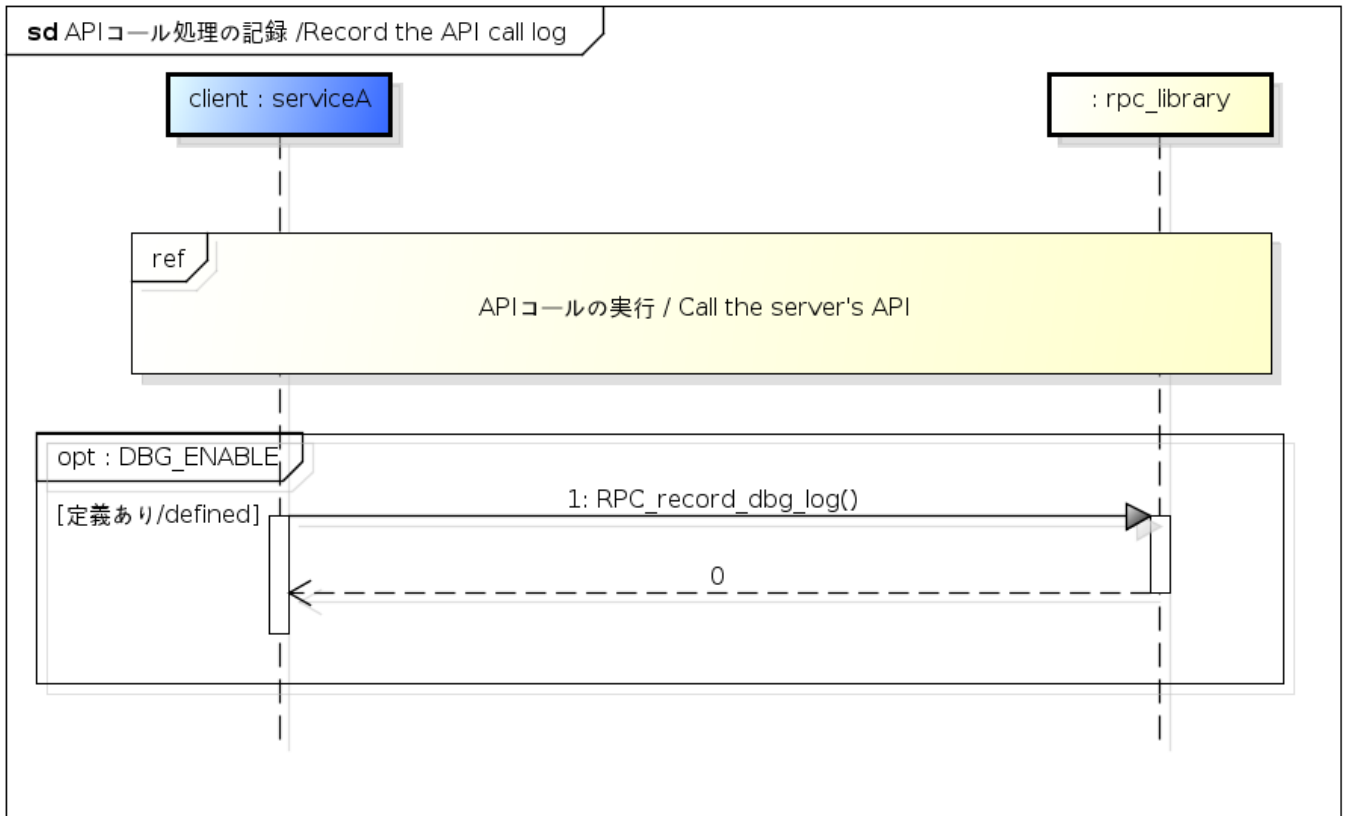 sd APIコール処理の記録 /Record the API call log
client : serviceA
: rpc_library
ref
APIコールの実行 / Call the server's API
opt : DBG_ENABLE
[定義あり/defined]
1: RPC_record_dbg_log()
0